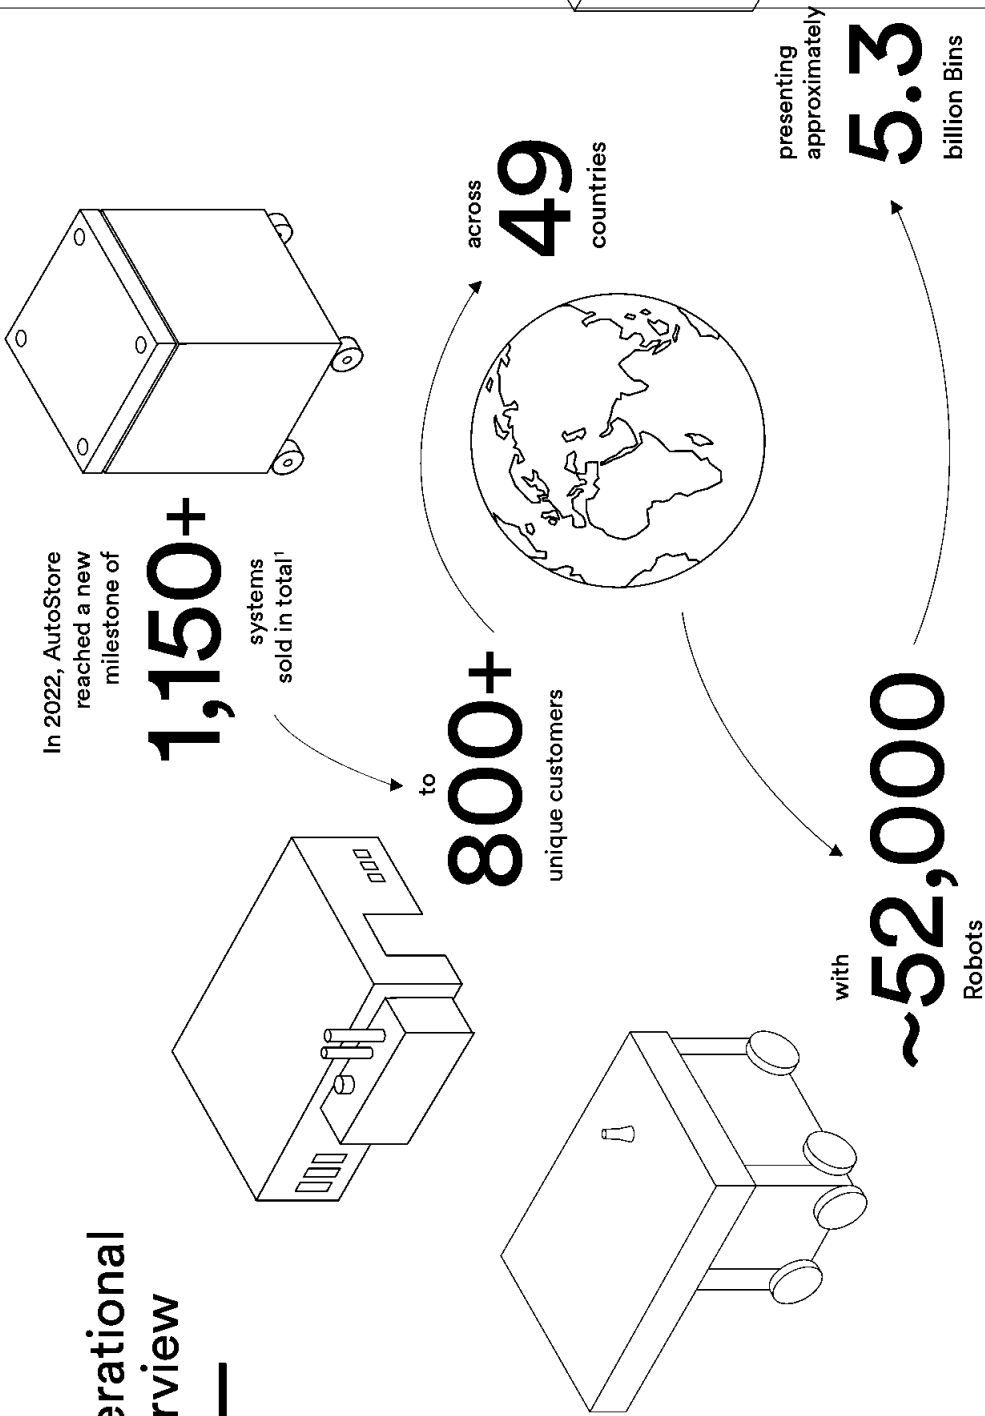 erational
rview
In 2022, AutoStore
reached a new
milestone of
1,150+
systems
sold in total¹
to
800+
unique customers
across
49
countries
with
~52,000
Robots
presenting
approximately
5.3
billion Bins